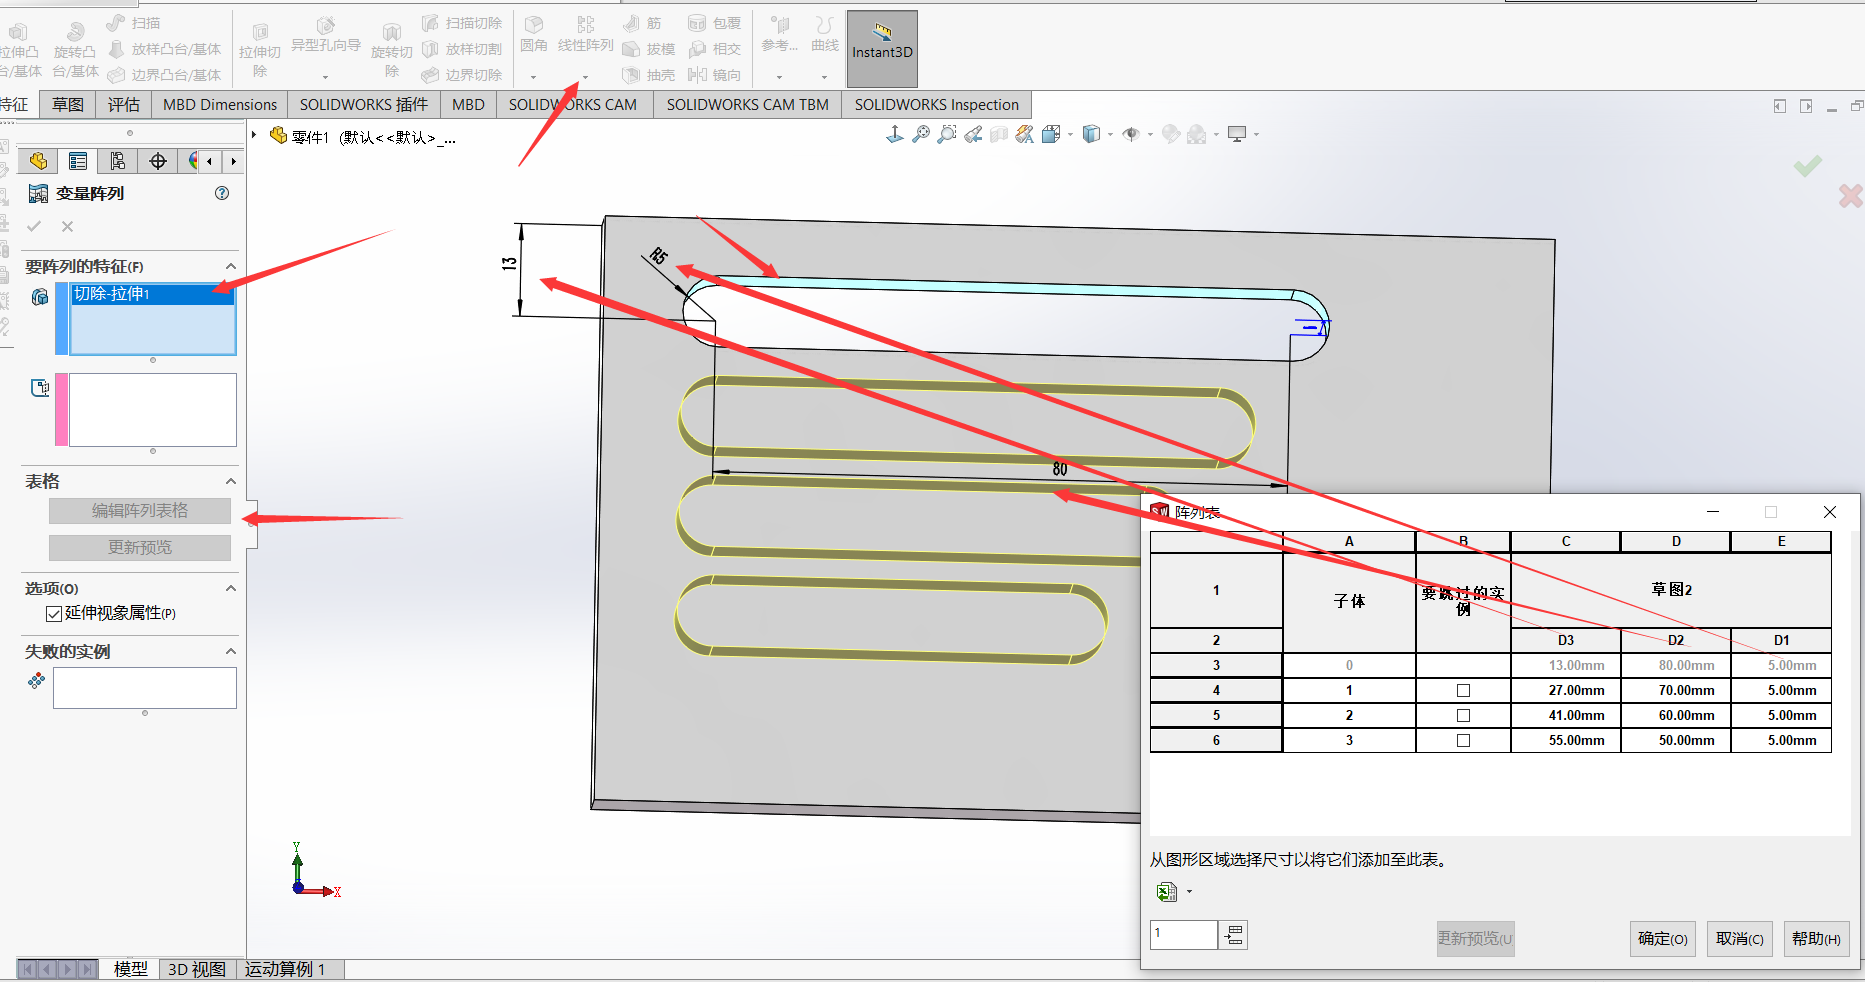 拉伸凸台/基体
旋转凸台/基体
扫描
放样凸台/基体
边界凸台/基体
拉伸切除
异型孔向导
旋转切除
扫描切除
放样切割
边界切除
圆角
线性阵列
筋
拔模
抽壳
包覆
相交
镜向
参考...
曲线
Instant3D
特征 草图 评估 MBD Dimensions SOLIDWORKS 插件 MBD SOLIDWORKS CAM SOLIDWORKS CAM TBM SOLIDWORKS Inspection
零件1 (默认<<默认>_...
变量阵列
要阵列的特征(F)
切除-拉伸1
表格
编辑阵列表格
更新预览
选项(O)
延伸视象属性(P)
失败的实例
13
R5
80
Y
X
阵列表
A B C D E
1 子体 要跳过的实例 草图2
2 D3 D2 D1
3 0 13.00mm 80.00mm 5.00mm
4 1 27.00mm 70.00mm 5.00mm
5 2 41.00mm 60.00mm 5.00mm
6 3 55.00mm 50.00mm 5.00mm
从图形区域选择尺寸以将它们添加至此表。
1
更新预览(U)
确定(O) 取消(C) 帮助(H)
模型 3D 视图 运动算例 1